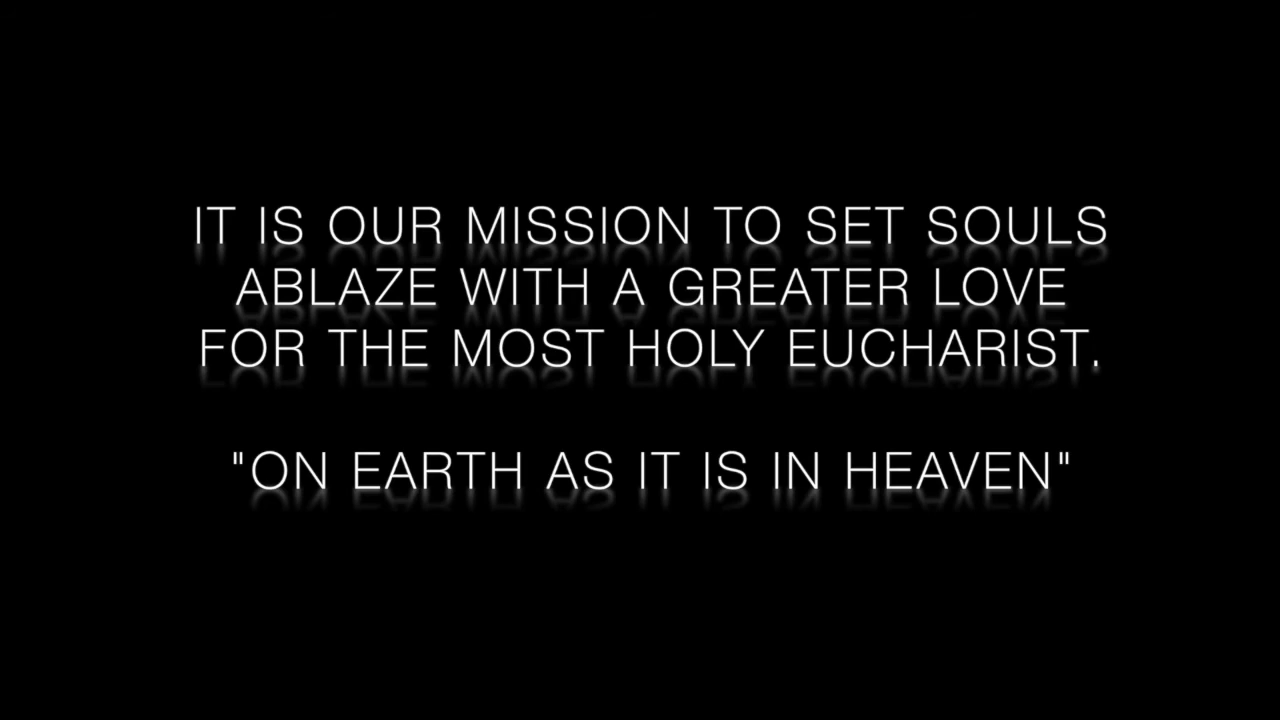 IT IS OUR MISSION TO SET SOULS
ABLAZE WITH A GREATER LOVE
FOR THE MOST HOLY EUCHARIST.
"ON EARTH AS IT IS IN HEAVEN"